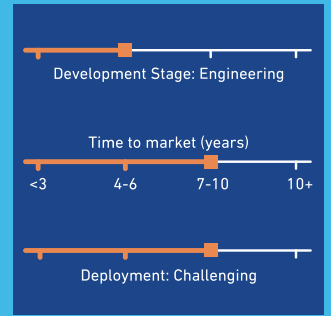 Development Stage: Engineering
Time to market (years)
<3 4-6 7-10 10+
Deployment: Challenging